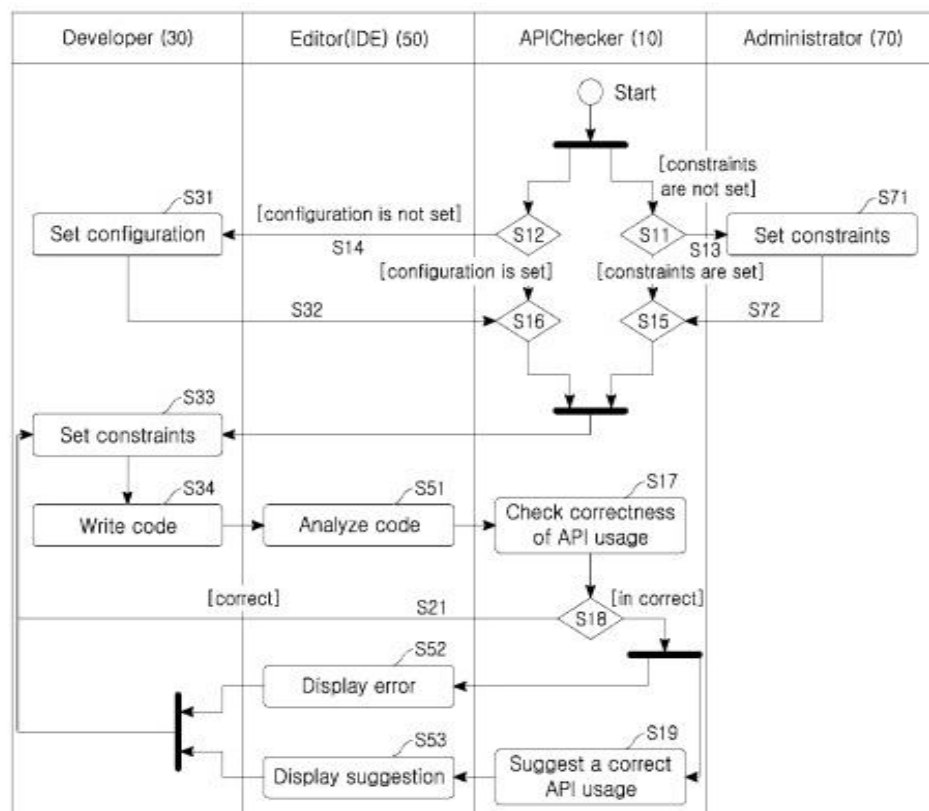 Developer (30) Editor(IDE) (50) APIChecker (10) Administrator (70)
Start
[constraints
are not set]
S31 S71
[configuration is not set]
Set configuration S12 S11 Set constraints
S14 S13
[configuration is set] [constraints are set]
S32 S16 S15 S72
S33
Set constraints
S34 S51 S17
Write code Analyze code Check correctness
of API usage
[correct] S21 S18 [in correct]
S52
Display error
S53 S19
Display suggestion Suggest a correct
API usage